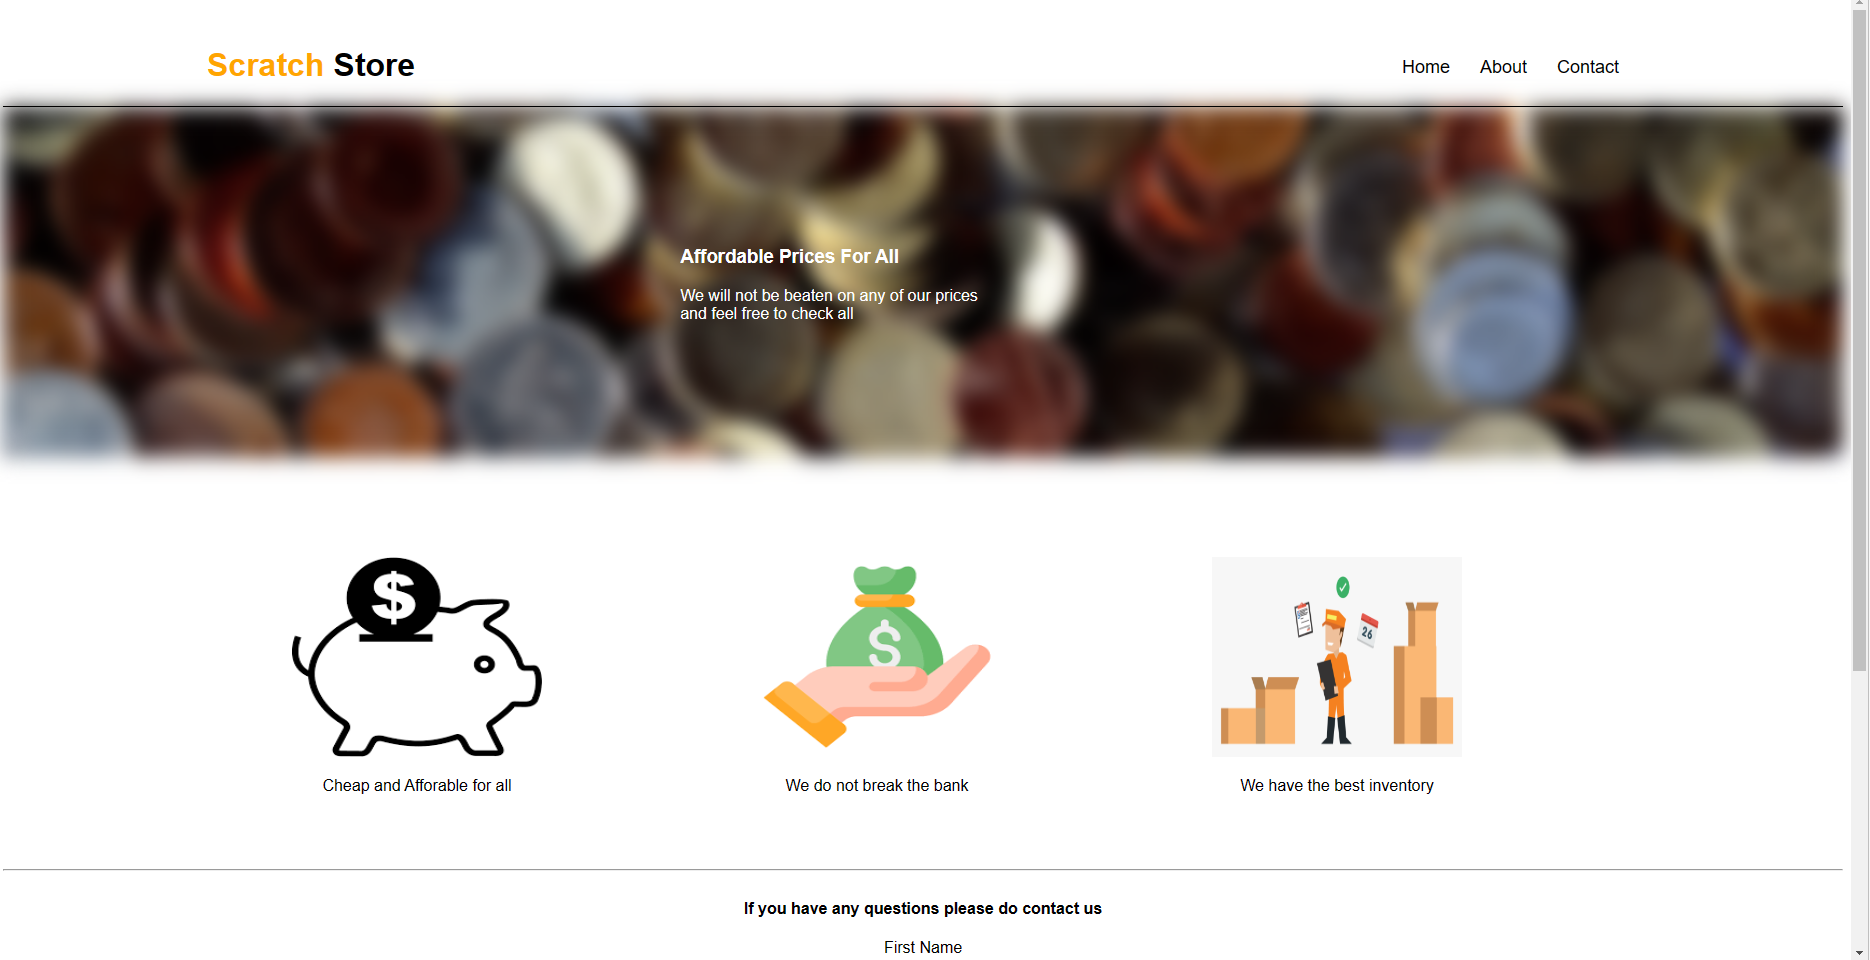 Scratch Store
Home
About
Contact
Affordable Prices For All
We will not be beaten on any of our prices
and feel free to check all
$
$
26
Cheap and Afforable for all
We do not break the bank
We have the best inventory
If you have any questions please do contact us
First Name